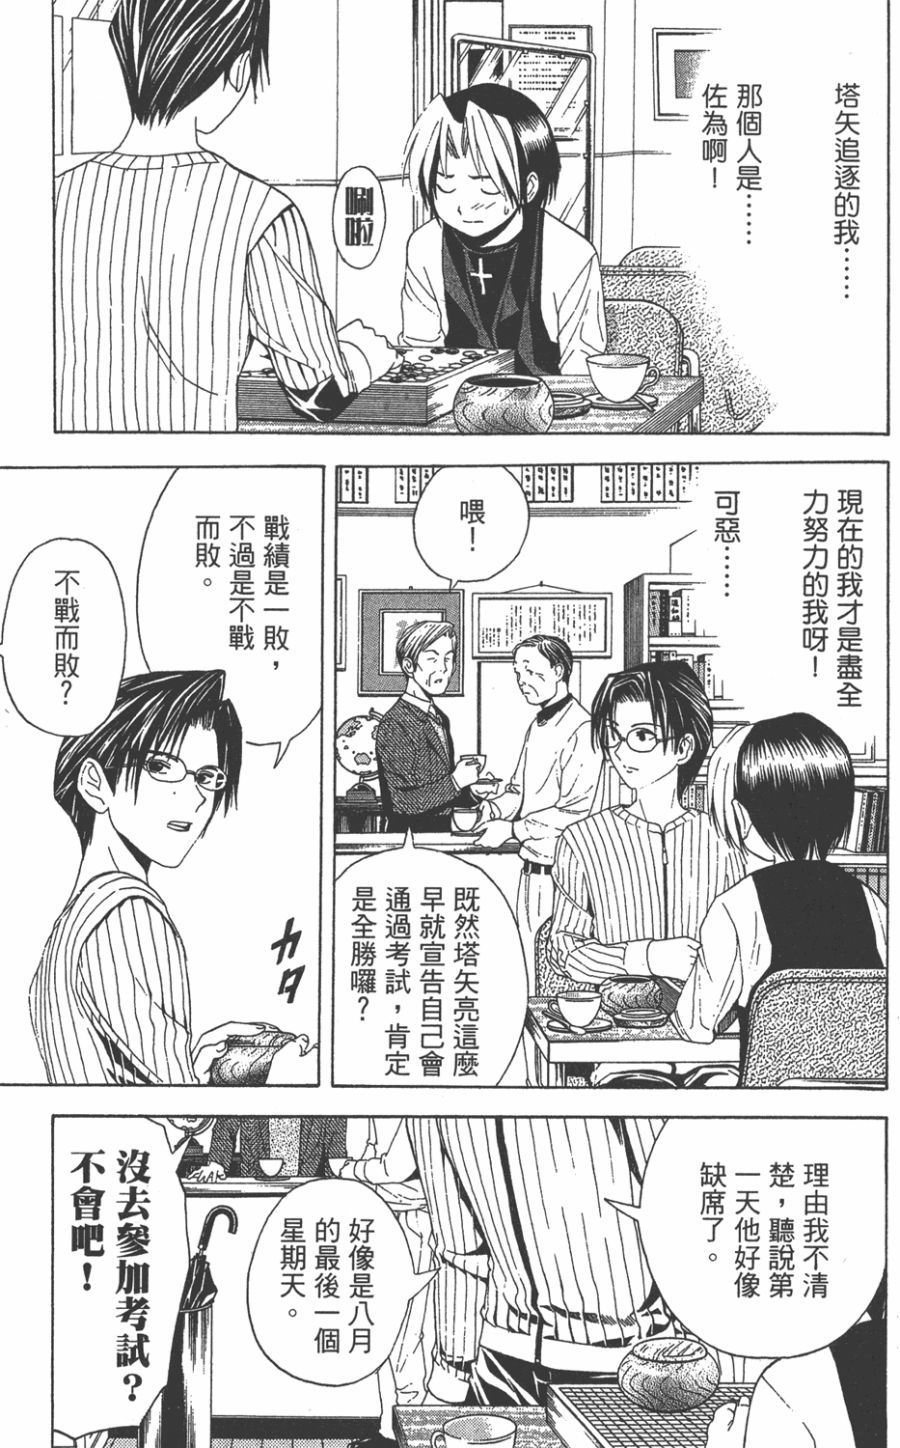 塔矢追逐的我……
那個人是……
佐為啊！
唰啦
現在的我才是盡全
力努力的我呀！
可惡……
喂！
既然塔矢亮這麼
早就宣告自己會
通過考試，肯定
是全勝囉？
戰績是一敗，
不過是不戰
而敗。
不戰而敗？
カタ
理由我不清
楚，聽說第
一天他好像
缺席了。
好像是八月
的最後一個
星期天。
沒去參加考試？
不會吧！